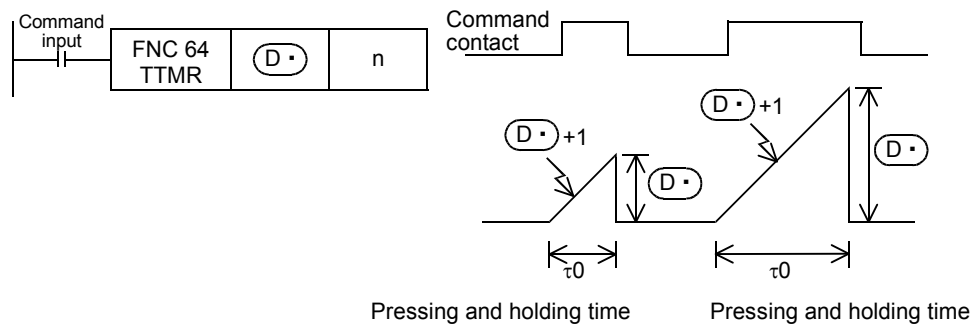 Command
input
FNC 64
TTMR
D・
n
Command
contact
D・+1
D・
D・+1
D・
τ0
τ0
Pressing and holding time
Pressing and holding time